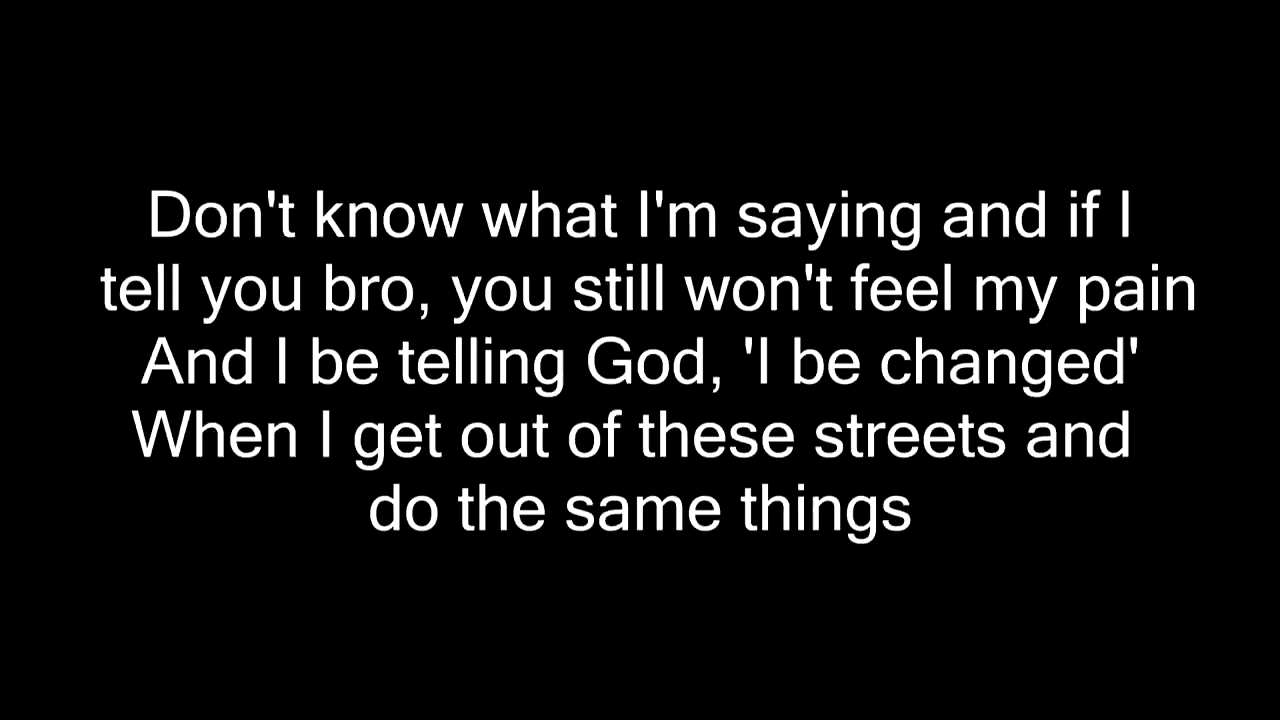 Don't know what I'm saying and if I
tell you bro, you still won't feel my pain
And I be telling God, 'I be changed'
When I get out of these streets and
do the same things